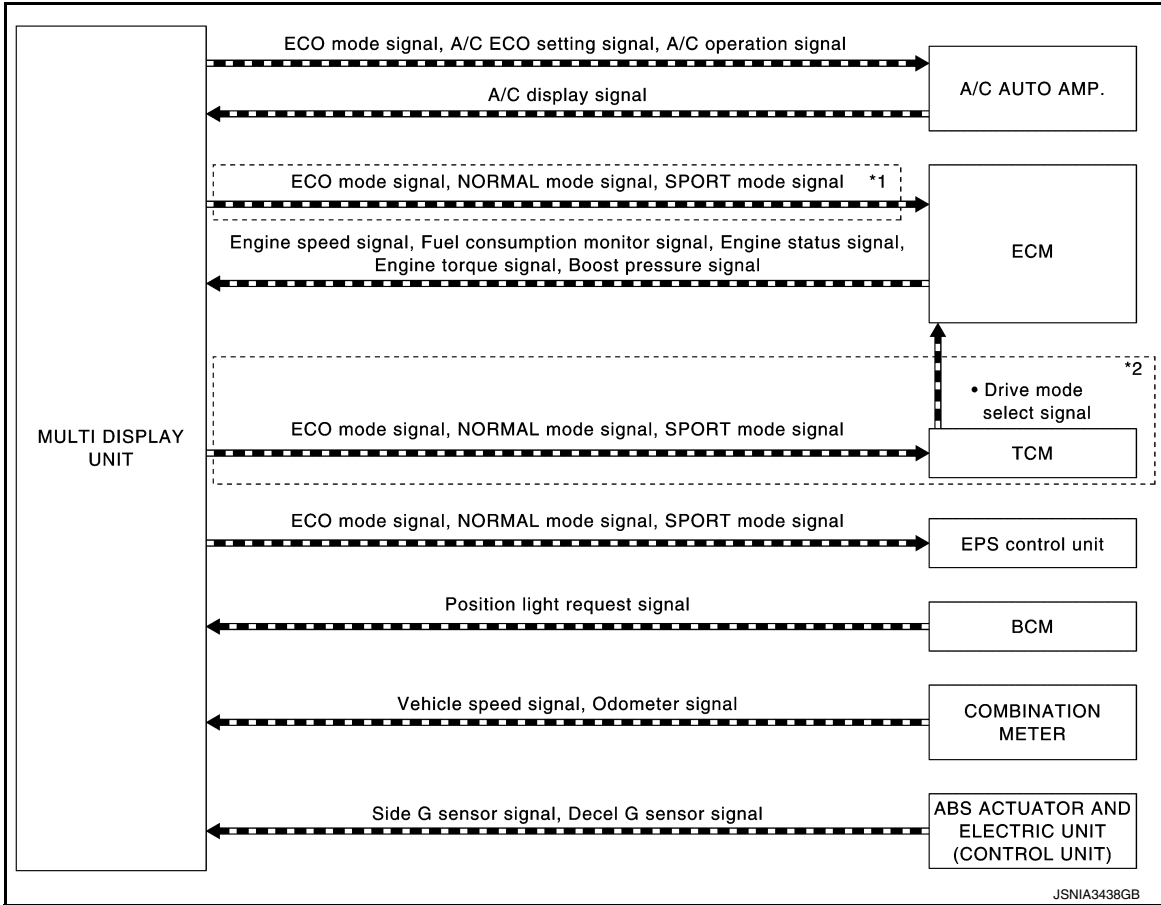 ECO mode signal, A/C ECO setting signal, A/C operation signal
A/C AUTO AMP.
A/C display signal
ECO mode signal, NORMAL mode signal, SPORT mode signal *1
Engine speed signal, Fuel consumption monitor signal, Engine status signal,
Engine torque signal, Boost pressure signal
ECM
*2
• Drive mode
select signal
MULTI DISPLAY
UNIT
ECO mode signal, NORMAL mode signal, SPORT mode signal
TCM
ECO mode signal, NORMAL mode signal, SPORT mode signal
EPS control unit
Position light request signal
BCM
Vehicle speed signal, Odometer signal
COMBINATION
METER
Side G sensor signal, Decel G sensor signal
ABS ACTUATOR AND
ELECTRIC UNIT
(CONTROL UNIT)
JSNIA3438GB